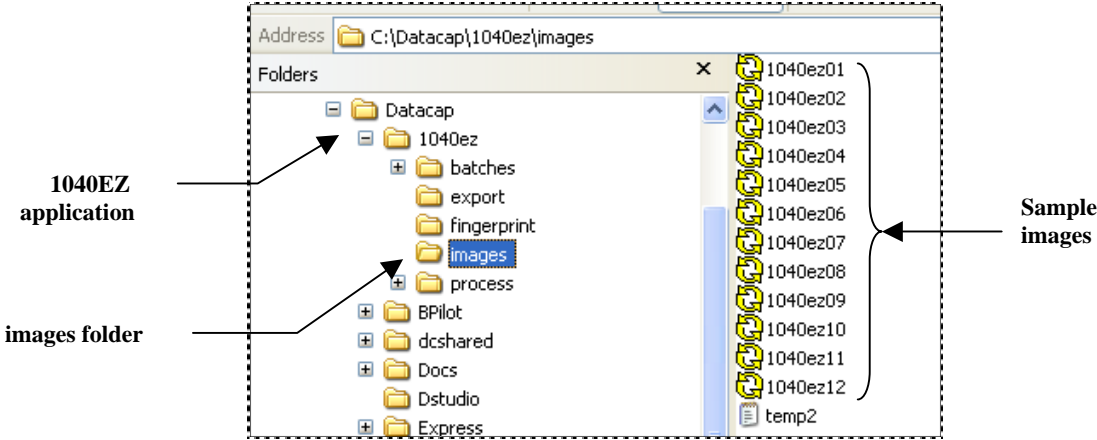 Address C:\Datacap\1040ez\images
Folders
Datacap
1040ez
batches
export
fingerprint
images
process
BPilot
dcshared
Docs
Dstudio
Express
1040ez01
1040ez02
1040ez03
1040ez04
1040ez05
1040ez06
1040ez07
1040ez08
1040ez09
1040ez10
1040ez11
1040ez12
temp2
1040EZ
application
images folder
Sample
images